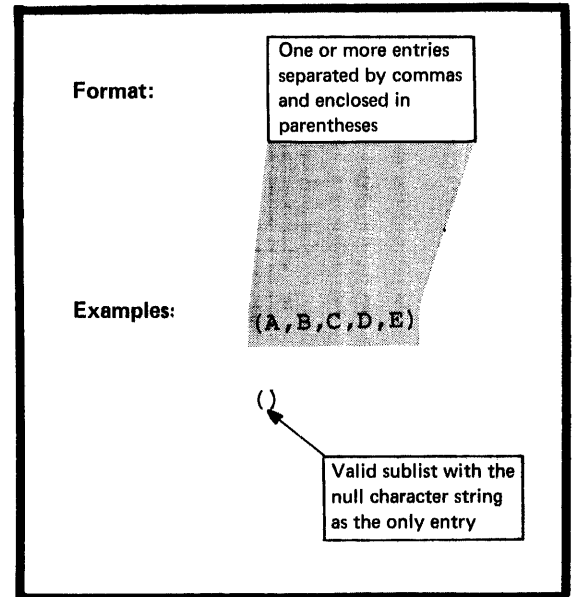 One or more entries
separated by commas
and enclosed in
parentheses
Format:
Examples:
(A,B,C,D,E)
()
Valid sublist with the
null character string
as the only entry